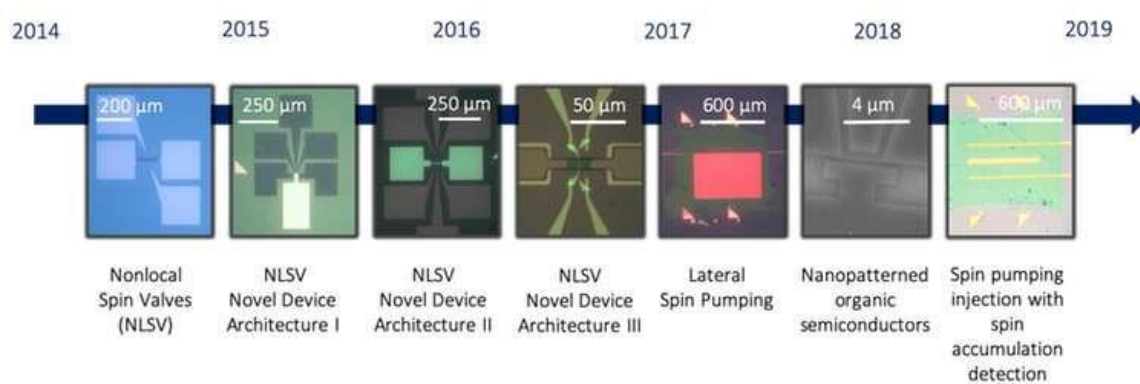 2014 2015 2016 2017 2018 2019
200 µm 250 µm 250 µm 50 µm 600 µm 4 µm 600 µm
Nonlocal
Spin Valves
(NLSV)
NLSV
Novel Device
Architecture I
NLSV
Novel Device
Architecture II
NLSV
Novel Device
Architecture III
Lateral
Spin Pumping
Nanopatterned
organic
semiconductors
Spin pumping
injection with
spin
accumulation
detection